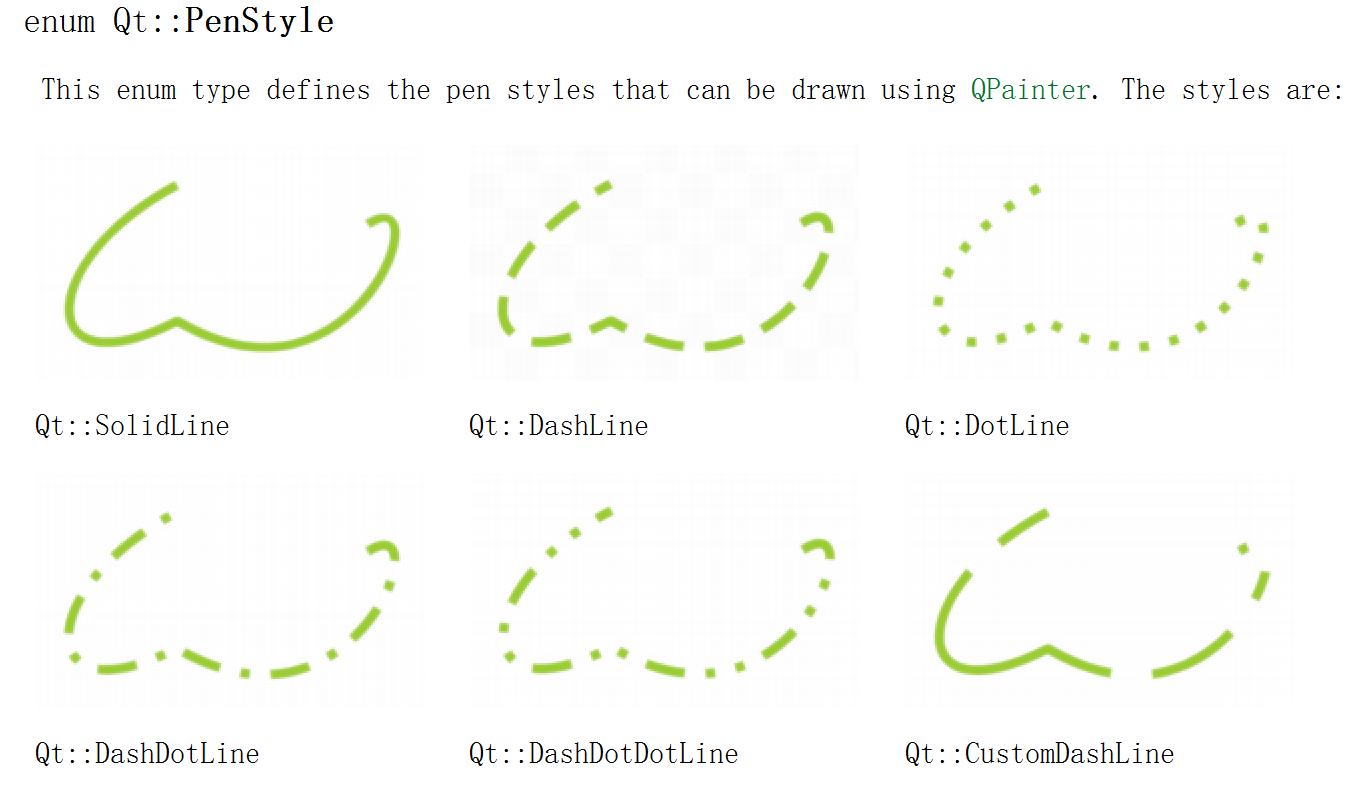 enum Qt::PenStyle
This enum type defines the pen styles that can be drawn using QPainter. The styles are:
Qt::SolidLine
Qt::DashLine
Qt::DotLine
Qt::DashDotLine
Qt::DashDotDotLine
Qt::CustomDashLine